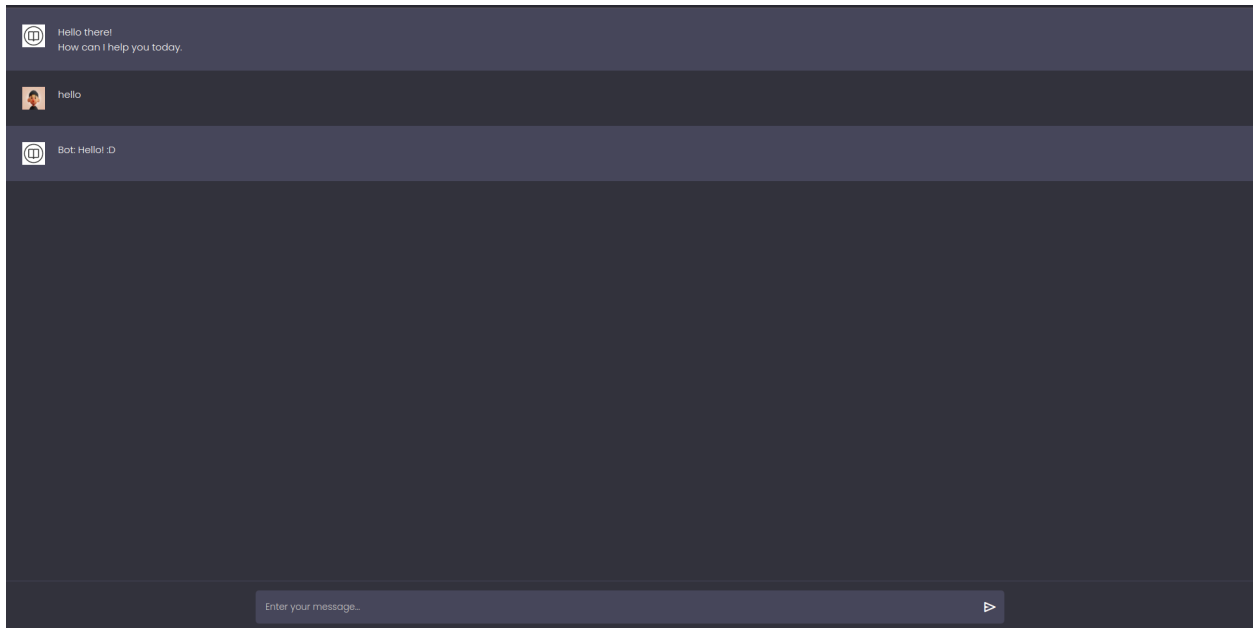 Hello there!
How can I help you today.
hello
Bot: Hello! :D
Enter your message...